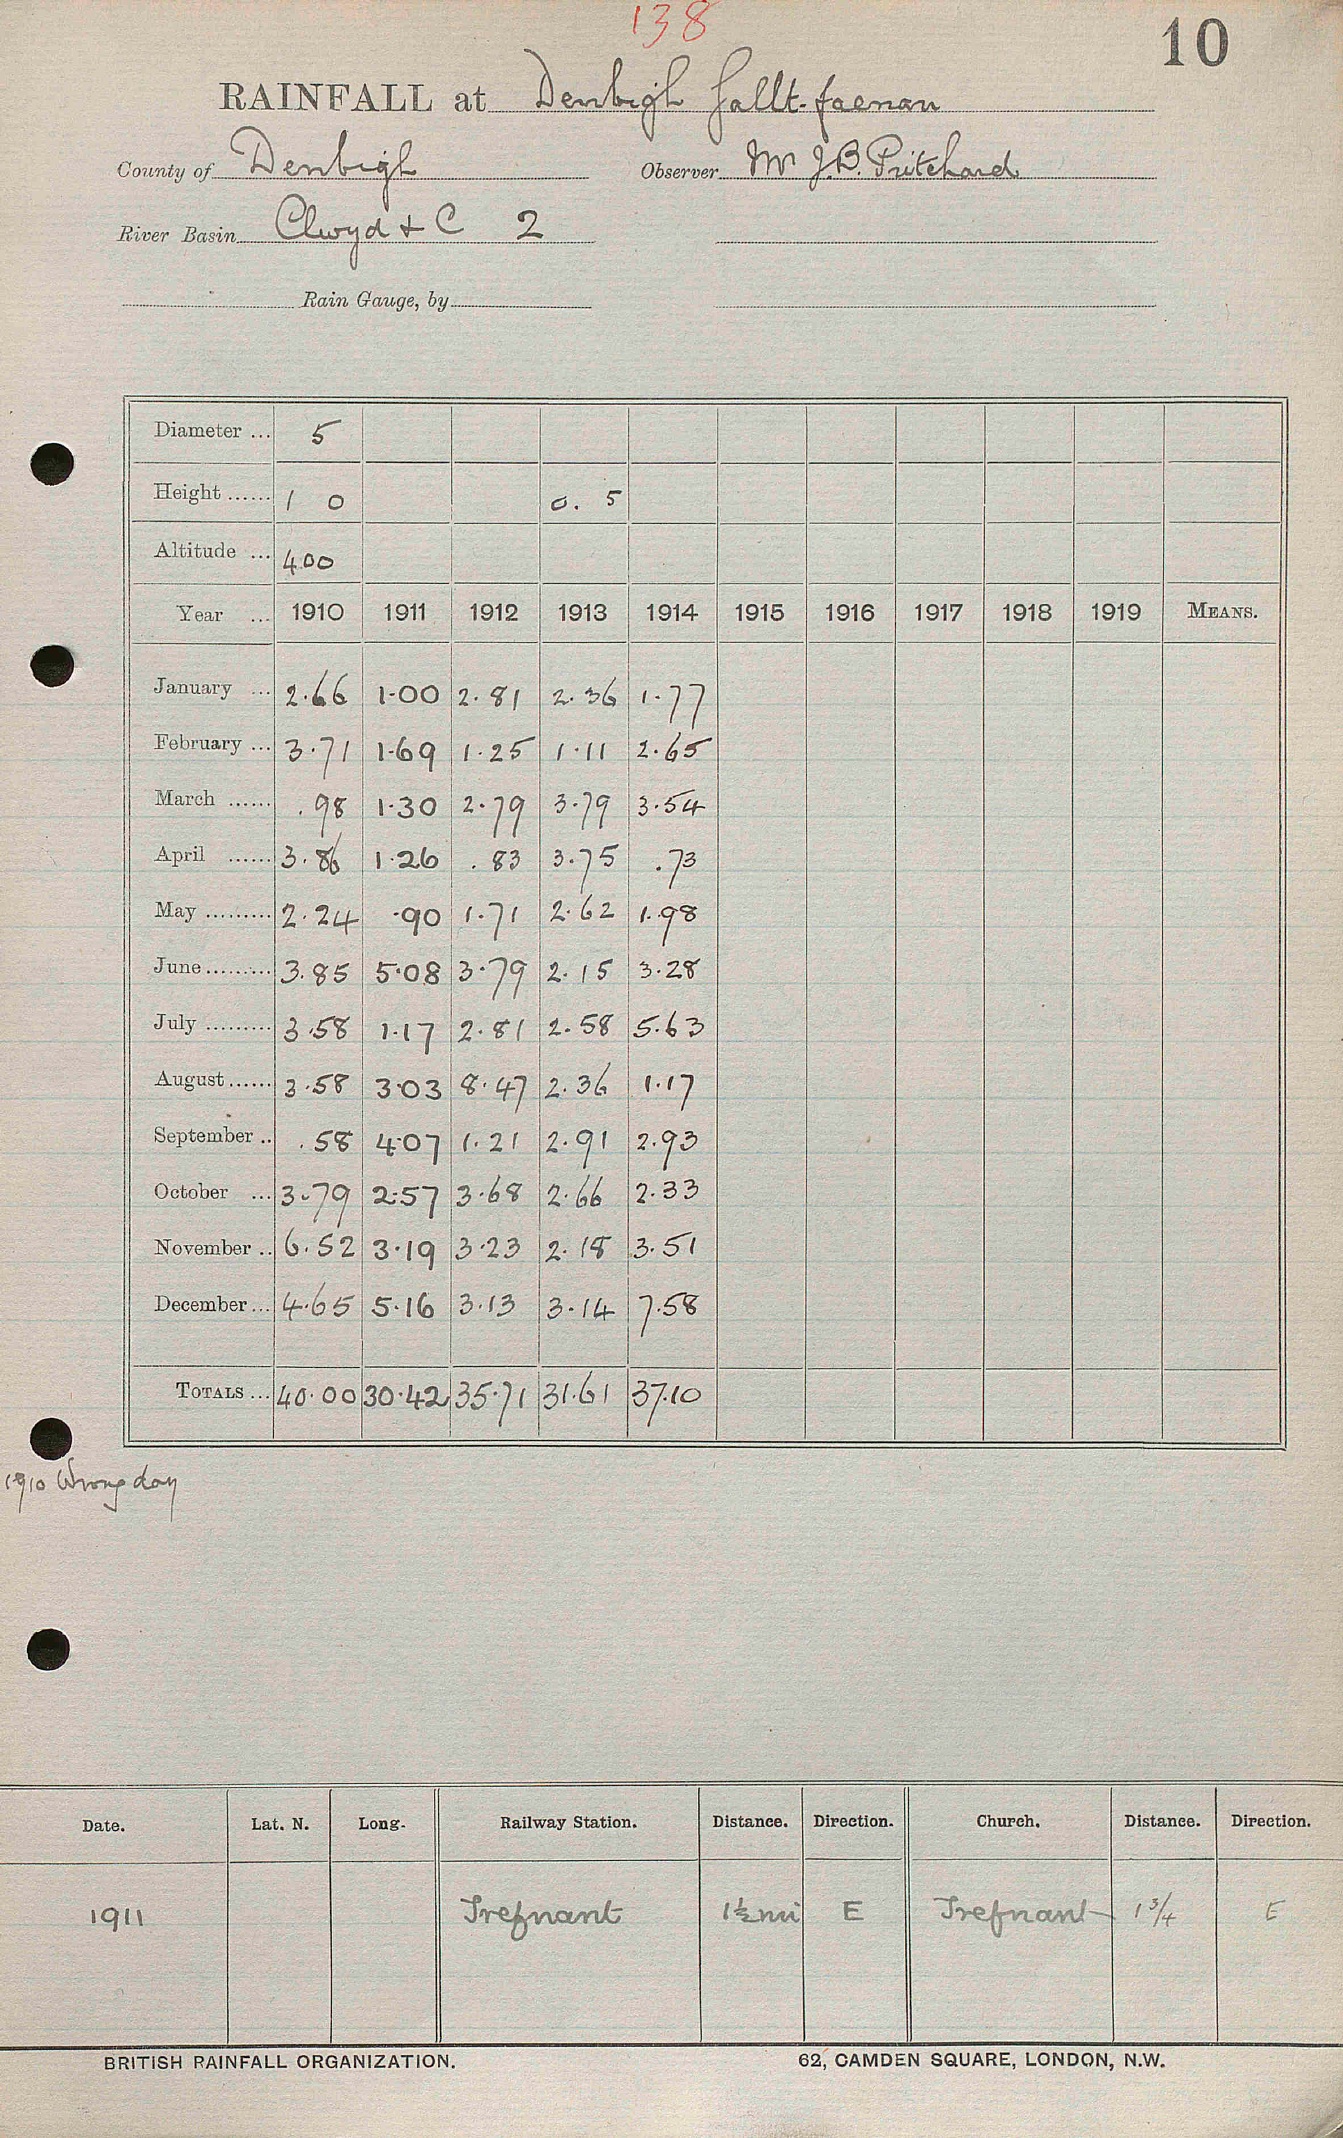 138
10
RAINFALL at Denbigh Gallt-faenan
County of Denbigh Observer Mr J.B. Pritchard
River Basin Clwyd & C 2
Rain Gauge, by
Diameter ... 5
Height ...... 1 0 0. 5
Altitude ... 400
Year ... 1910 1911 1912 1913 1914 1915 1916 1917 1918 1919 MEANS.
January ... 2.66 1.00 2.81 2.36 1.77
February ... 3.71 1.69 1.25 1.11 2.65
March ...... .98 1.30 2.79 3.79 3.54
April ...... 3.86 1.26 .83 3.75 .73
May ......... 2.24 .90 1.71 2.62 1.98
June ......... 3.85 5.08 3.79 2.15 3.28
July ......... 3.58 1.17 2.81 2.58 5.63
August ...... 3.58 3.03 8.47 2.36 1.17
September .. .58 4.07 1.21 2.91 2.93
October ... 3.79 2.57 3.68 2.66 2.33
November .. 6.52 3.19 3.23 2.18 3.51
December ... 4.65 5.16 3.13 3.14 7.58
TOTALS ... 40.00 30.42 35.71 31.61 37.10
1910 Wrong day
Date. Lat. N. Long. Railway Station. Distance. Direction. Church. Distance. Direction.
1911 Trefnant 1½ mi E Trefnant 1 3/4 E
BRITISH RAINFALL ORGANIZATION. 62, CAMDEN SQUARE, LONDON, N.W.